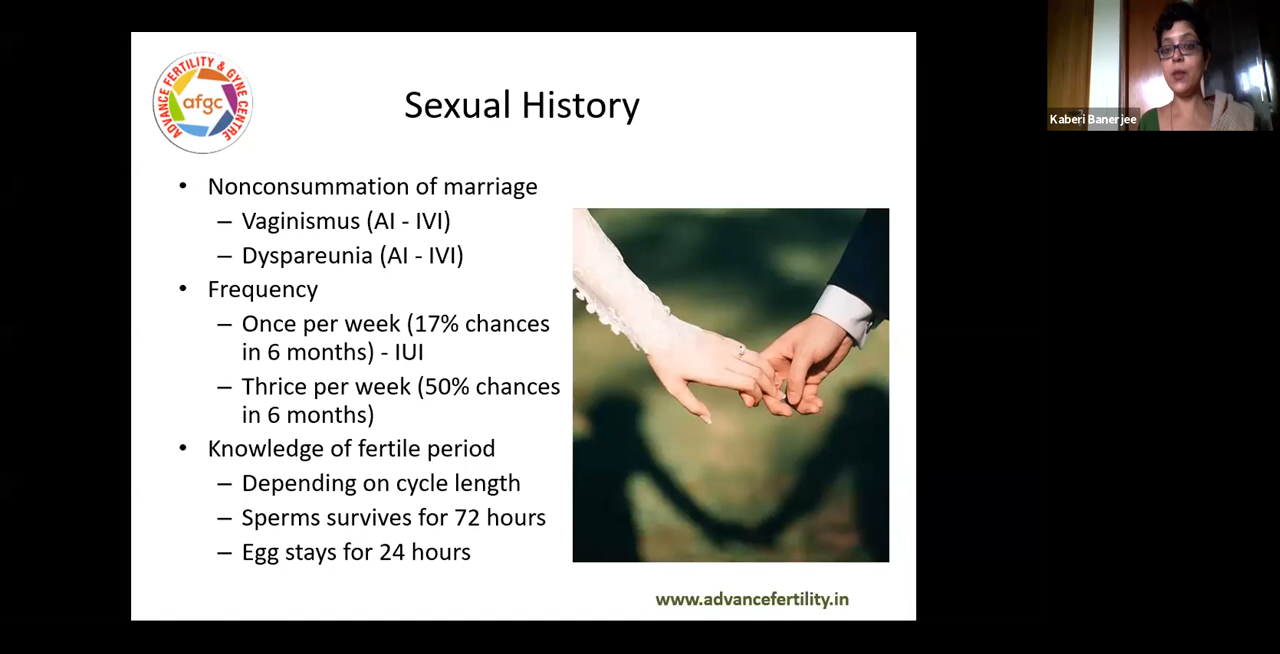 ADVANCE FERTILITY & GYNE CENTRE
afgc
Sexual History
Kaberi Banerjee
• Nonconsummation of marriage
– Vaginismus (AI - IVI)
– Dyspareunia (AI - IVI)
• Frequency
– Once per week (17% chances
in 6 months) - IUI
– Thrice per week (50% chances
in 6 months)
• Knowledge of fertile period
– Depending on cycle length
– Sperms survives for 72 hours
– Egg stays for 24 hours
www.advancefertility.in